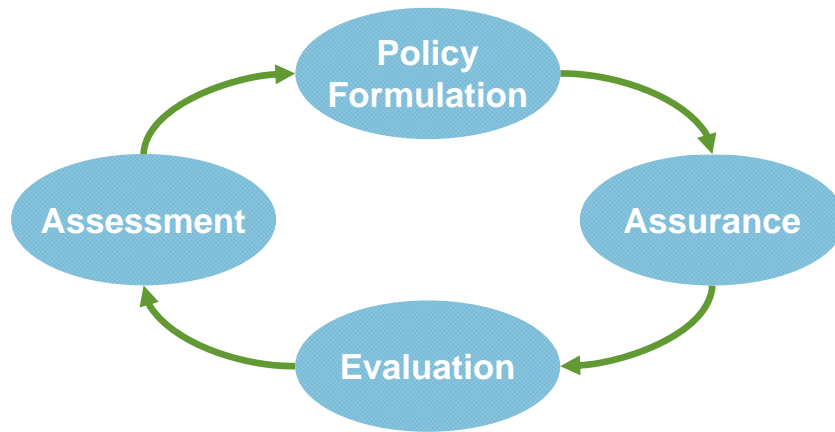 Policy
Formulation
Assessment
Assurance
Evaluation